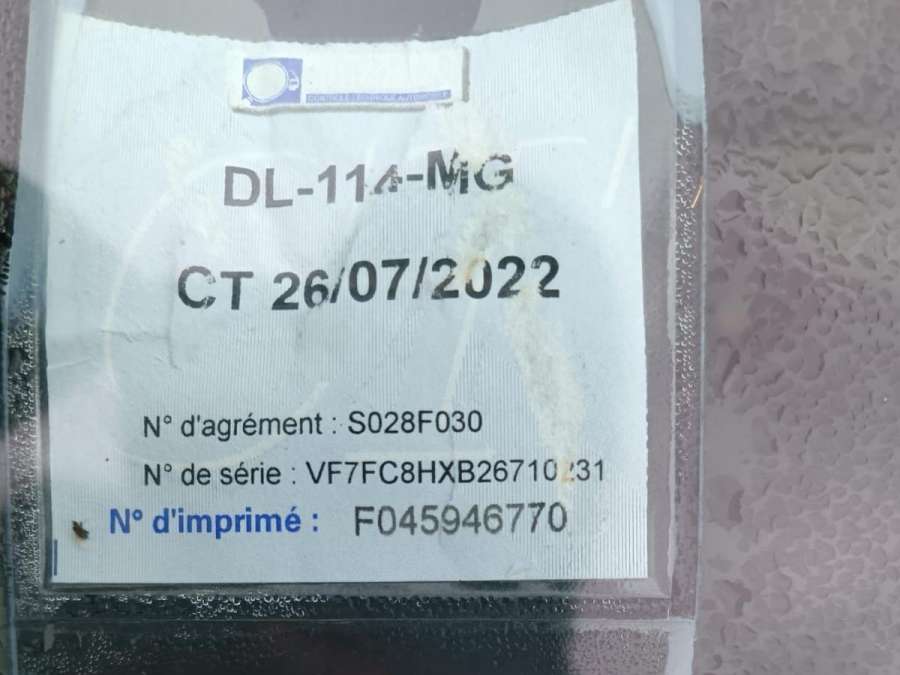 DL-114-MG
CT 26/07/2022
N° d'agrément : S028F030
N° de série :
N° d'imprimé : F045946770